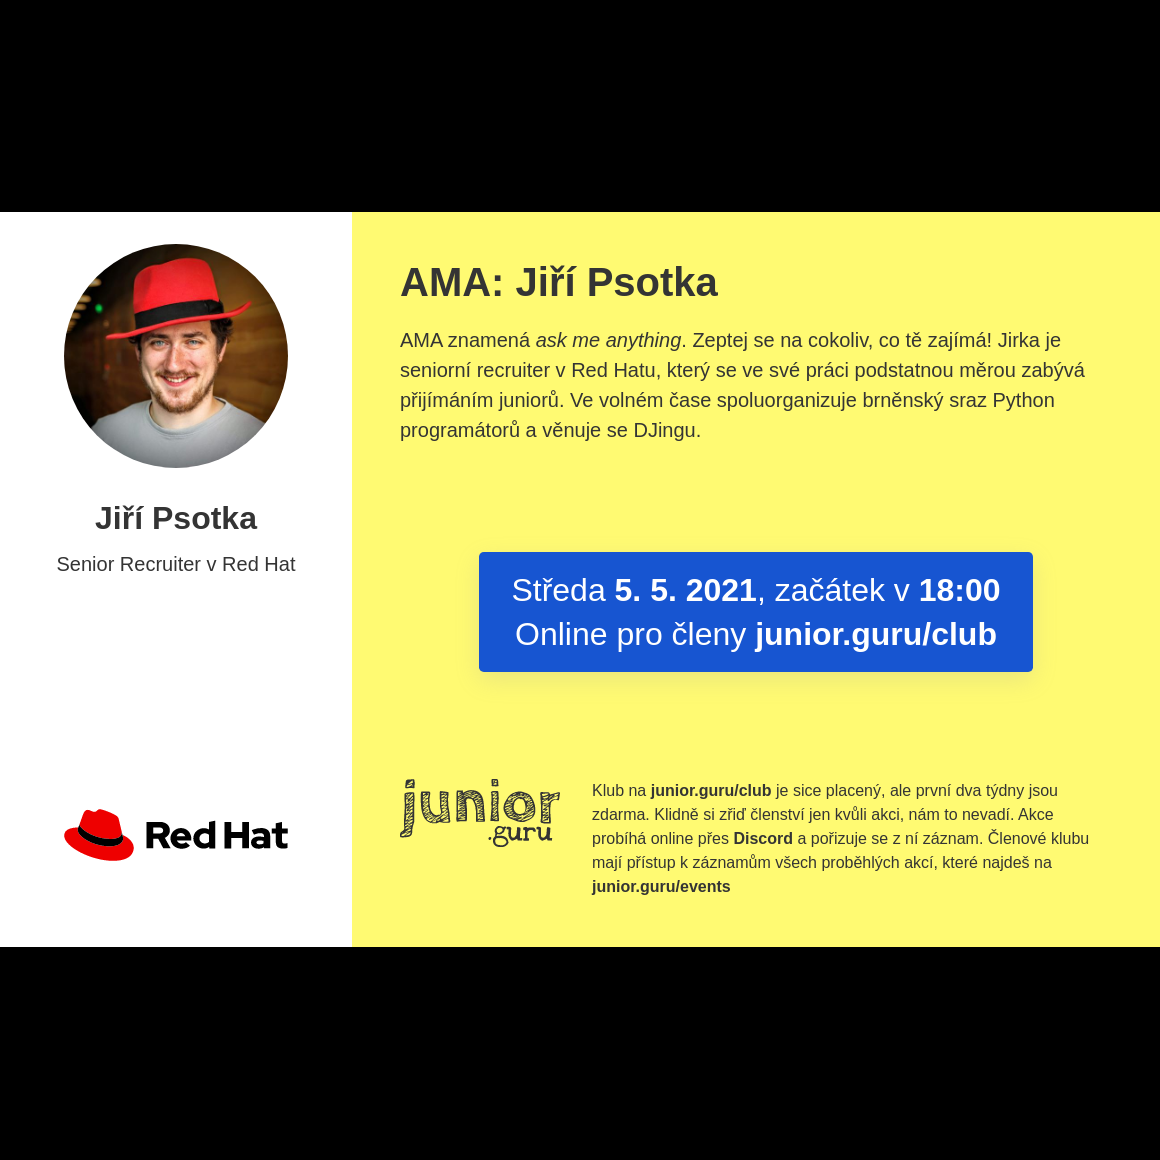 Jiří Psotka
Senior Recruiter v Red Hat
Red Hat
AMA: Jiří Psotka
AMA znamená ask me anything. Zeptej se na cokoliv, co tě zajímá! Jirka je
seniorní recruiter v Red Hatu, který se ve své práci podstatnou měrou zabývá
přijímáním juniorů. Ve volném čase spoluorganizuje brněnský sraz Python
programátorů a věnuje se DJingu.
Středa 5. 5. 2021, začátek v 18:00
Online pro členy junior.guru/club
junior
.guru
Klub na junior.guru/club je sice placený, ale první dva týdny jsou
zdarma. Klidně si zřiď členství jen kvůli akci, nám to nevadí. Akce
probíhá online přes Discord a pořizuje se z ní záznam. Členové klubu
mají přístup k záznamům všech proběhlých akcí, které najdeš na
junior.guru/events